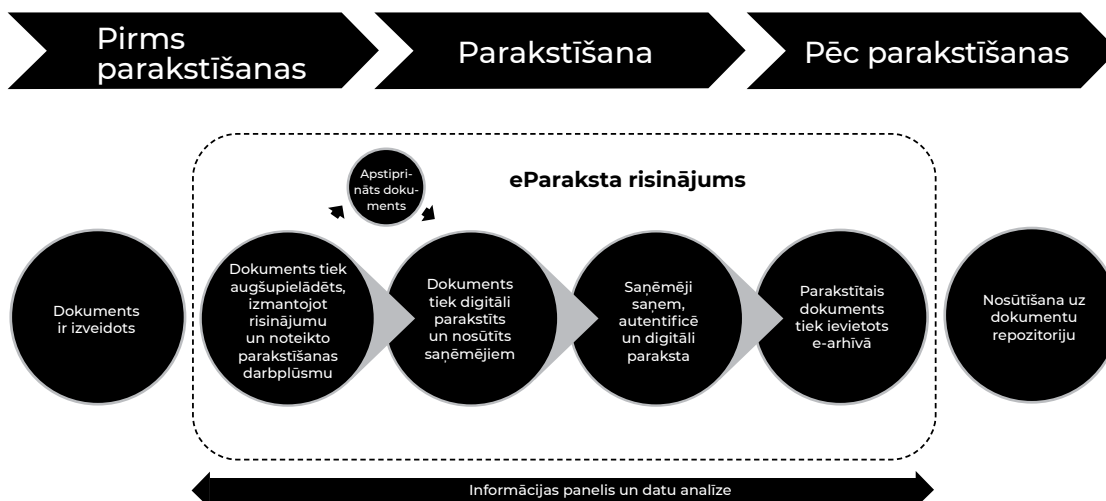 Pirms
parakstīšanas
Parakstīšana
Pēc parakstīšanas
eParaksta risinājums
Apstipri-
nāts doku-
ments
Dokuments
ir izveidots
Dokuments tiek
augšupielādēts,
izmantojot
risinājumu
un noteikto
parakstīšanas
darbplūsmu
Dokuments
tiek digitāli
parakstīts
un nosūtīts
saņēmējiem
Saņēmēji
saņem,
autentificē
un digitāli
paraksta
Parakstītais
dokuments
tiek ievietots
e-arhīvā
Nosūtīšana uz
dokumentu
repozitoriju
Informācijas panelis un datu analīze